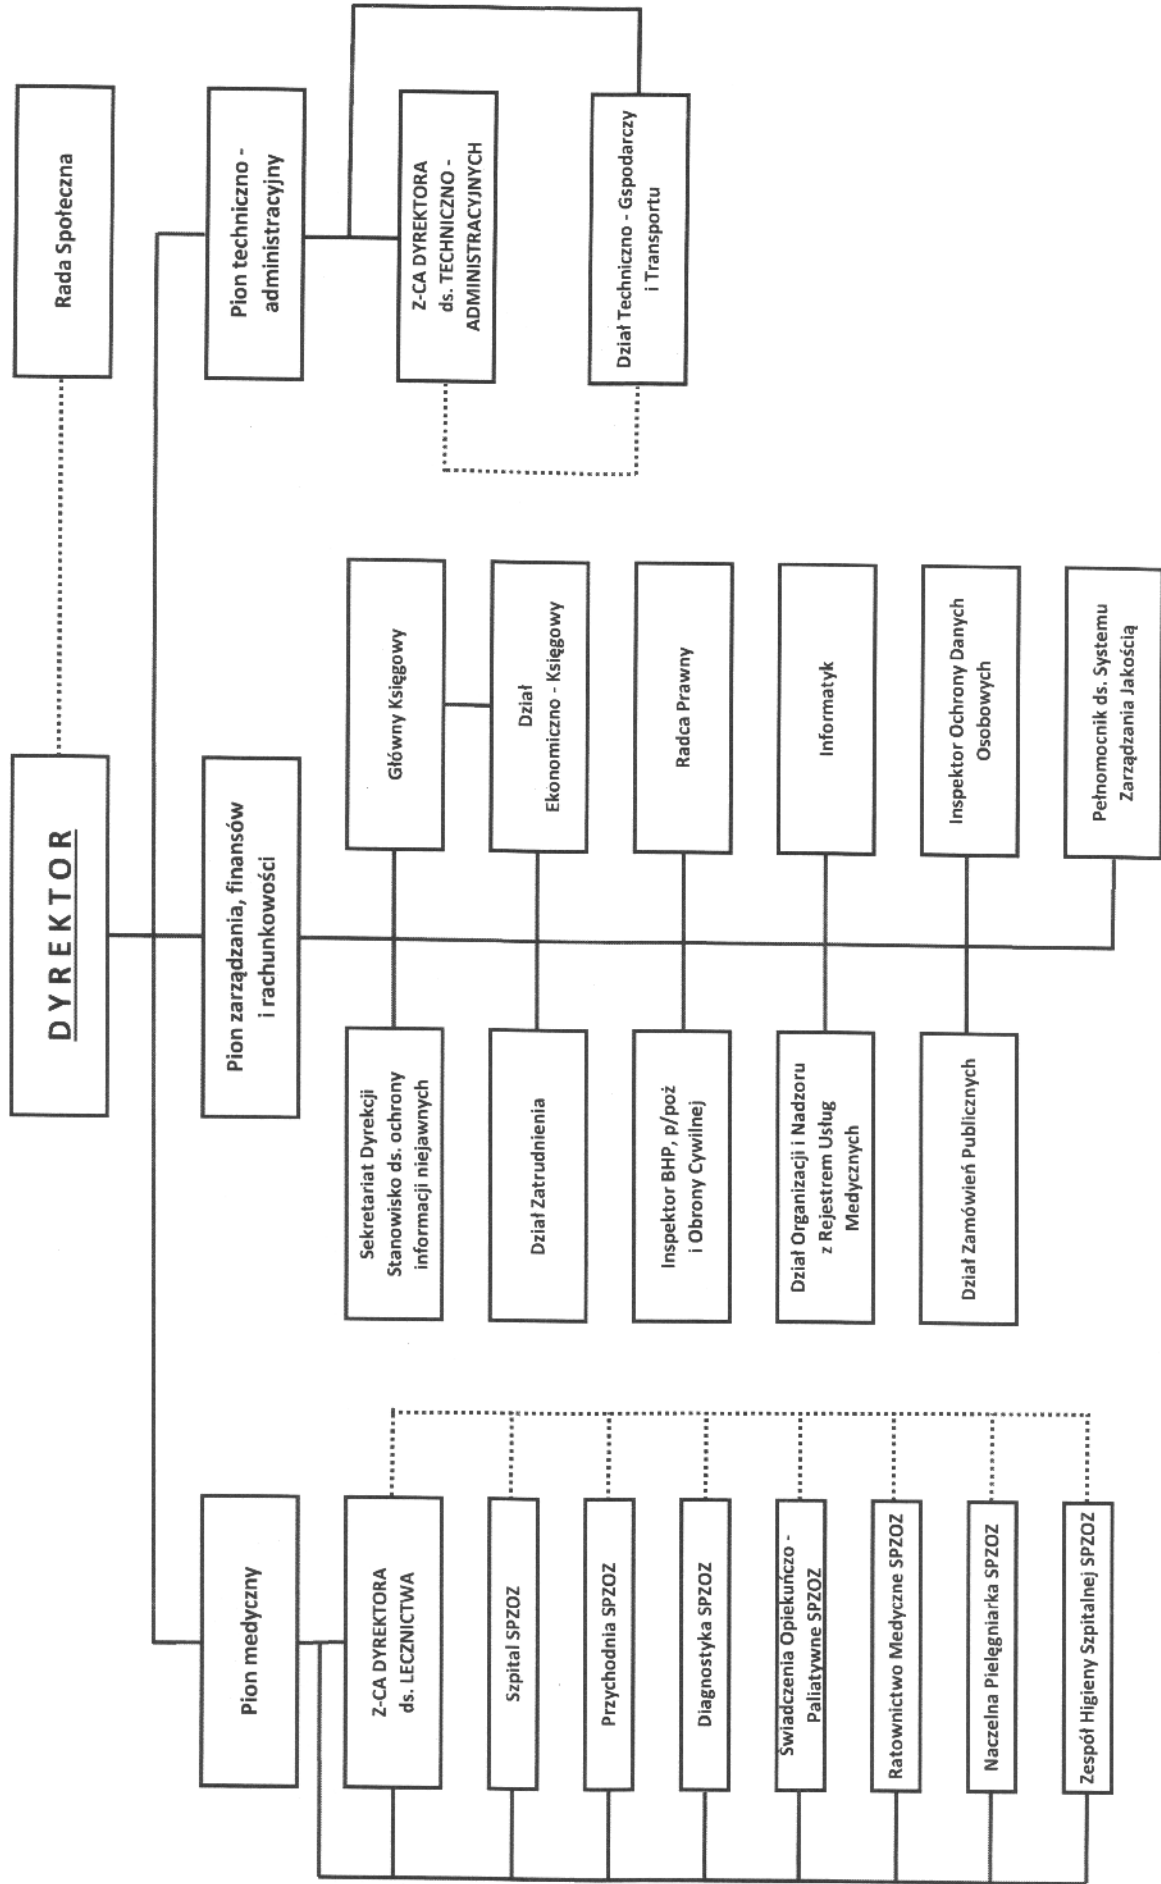 DYREKTOR
Rada Społeczna
Pion medyczny
Pion zarządzania, finansów
i rachunkowości
Pion techniczno -
administracyjny
Z-CA DYREKTORA
ds. LECZNICTWA
Szpital SPZOZ
Przychodnia SPZOZ
Diagnostyka SPZOZ
Świadczenia Opiekuńczo -
Paliatywne SPZOZ
Ratownictwo Medyczne SPZOZ
Naczelna Pielęgniarka SPZOZ
Zespół Higieny Szpitalnej SPZOZ
Sekretariat Dyrekcji
Stanowisko ds. ochrony
informacji niejawnych
Dział Zatrudnienia
Inspektor BHP, p/poż
i Obrony Cywilnej
Dział Organizacji i Nadzoru
z Rejestrem Usług
Medycznych
Dział Zamówień Publicznych
Główny Księgowy
Dział
Ekonomiczno - Księgowy
Radca Prawny
Informatyk
Inspektor Ochrony Danych
Osobowych
Pełnomocnik ds. Systemu
Zarządzania Jakością
Z-CA DYREKTORA
ds. TECHNICZNO -
ADMINISTRACYJNYCH
Dział Techniczno - Gspodarczy
i Transportu